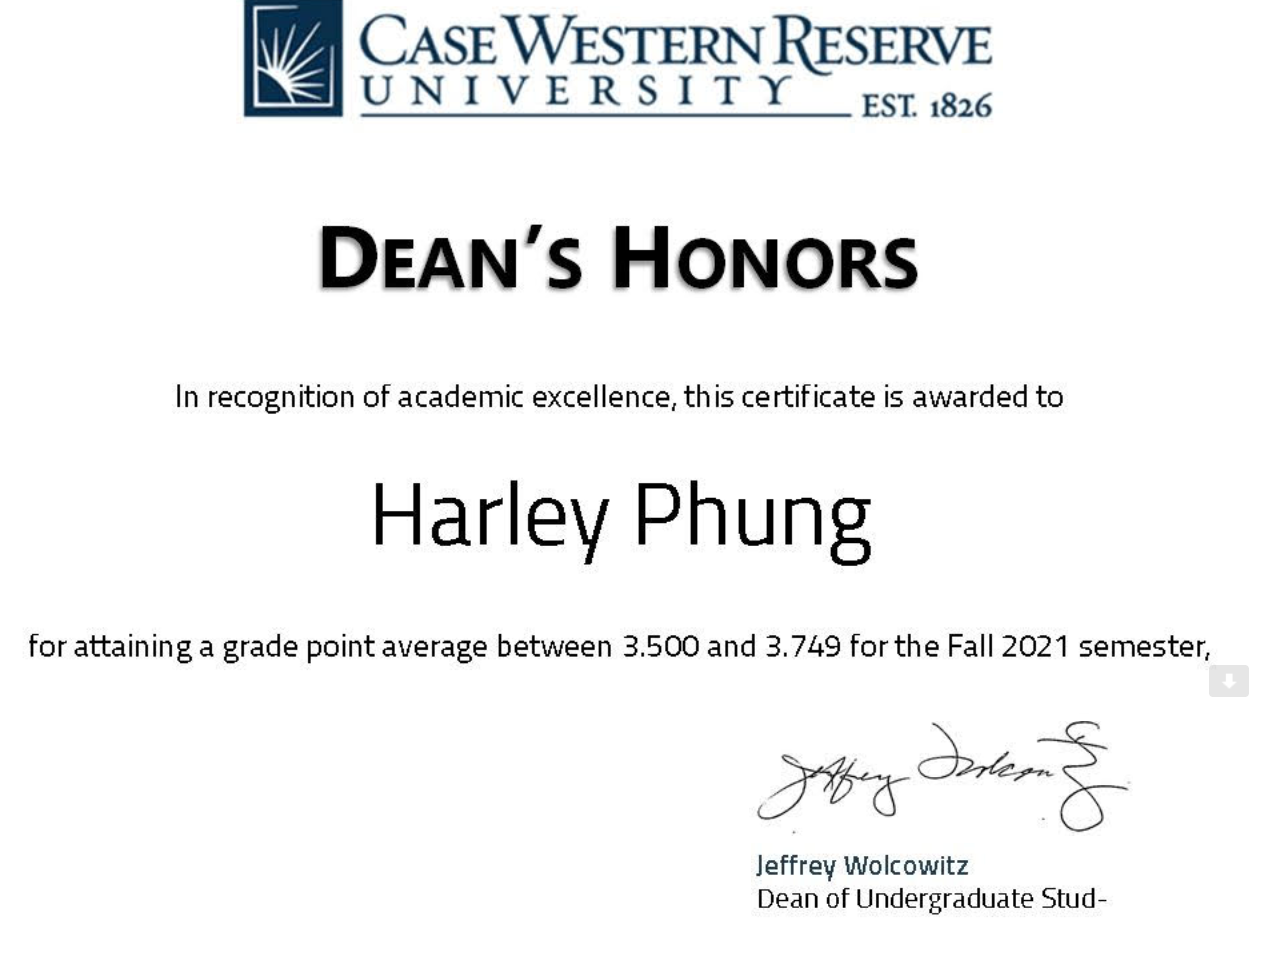 CASE WESTERN RESERVE
UNIVERSITY
EST. 1826
DEAN'S HONORS
In recognition of academic excellence, this certificate is awarded to
Harley Phung
for attaining a grade point average between 3.500 and 3.749 for the Fall 2021 semester,
Jeffrey Wolcowitz
Jeffrey Wolcowitz
Dean of Undergraduate Stud-